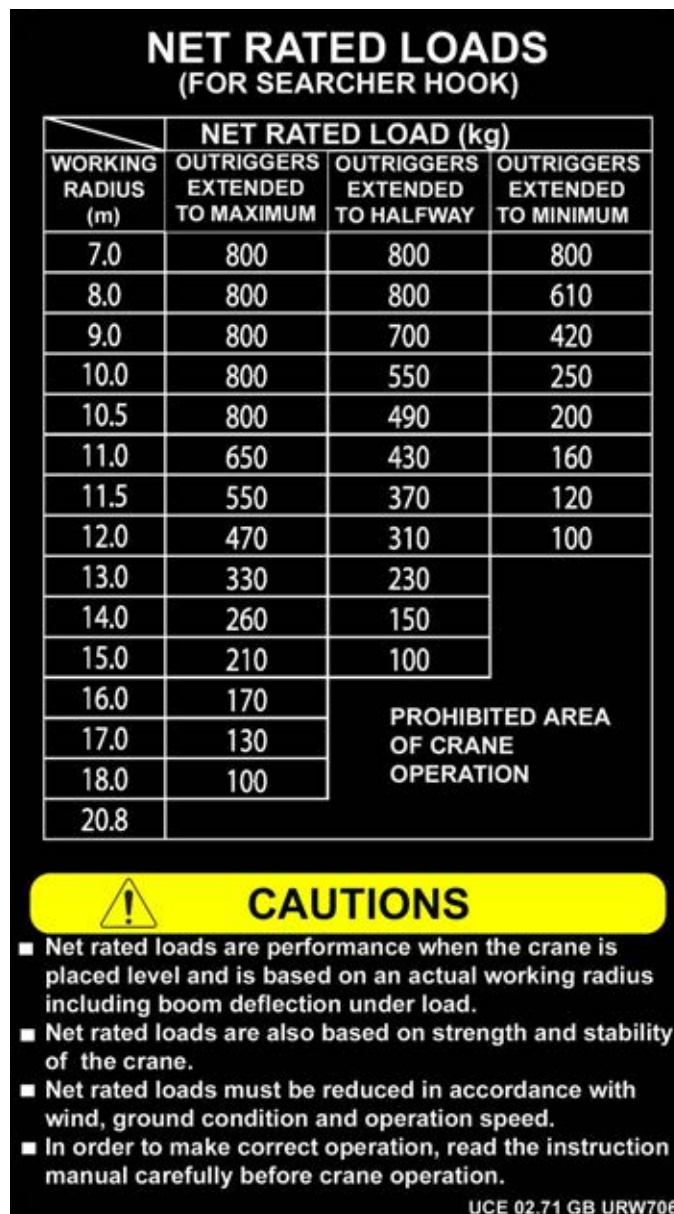 NET RATED LOADS
(FOR SEARCHER HOOK)
NET RATED LOAD (kg)
WORKING RADIUS (m) OUTRIGGERS EXTENDED TO MAXIMUM OUTRIGGERS EXTENDED TO HALFWAY OUTRIGGERS EXTENDED TO MINIMUM
7.0 800 800 800
8.0 800 800 610
9.0 800 700 420
10.0 800 550 250
10.5 800 490 200
11.0 650 430 160
11.5 550 370 120
12.0 470 310 100
13.0 330 230
14.0 260 150
15.0 210 100
16.0 170
17.0 130
18.0 100
20.8
PROHIBITED AREA
OF CRANE
OPERATION
CAUTIONS
■ Net rated loads are performance when the crane is
placed level and is based on an actual working radius
including boom deflection under load.
■ Net rated loads are also based on strength and stability
of the crane.
■ Net rated loads must be reduced in accordance with
wind, ground condition and operation speed.
■ In order to make correct operation, read the instruction
manual carefully before crane operation.
UCE 02.71 GB URW706